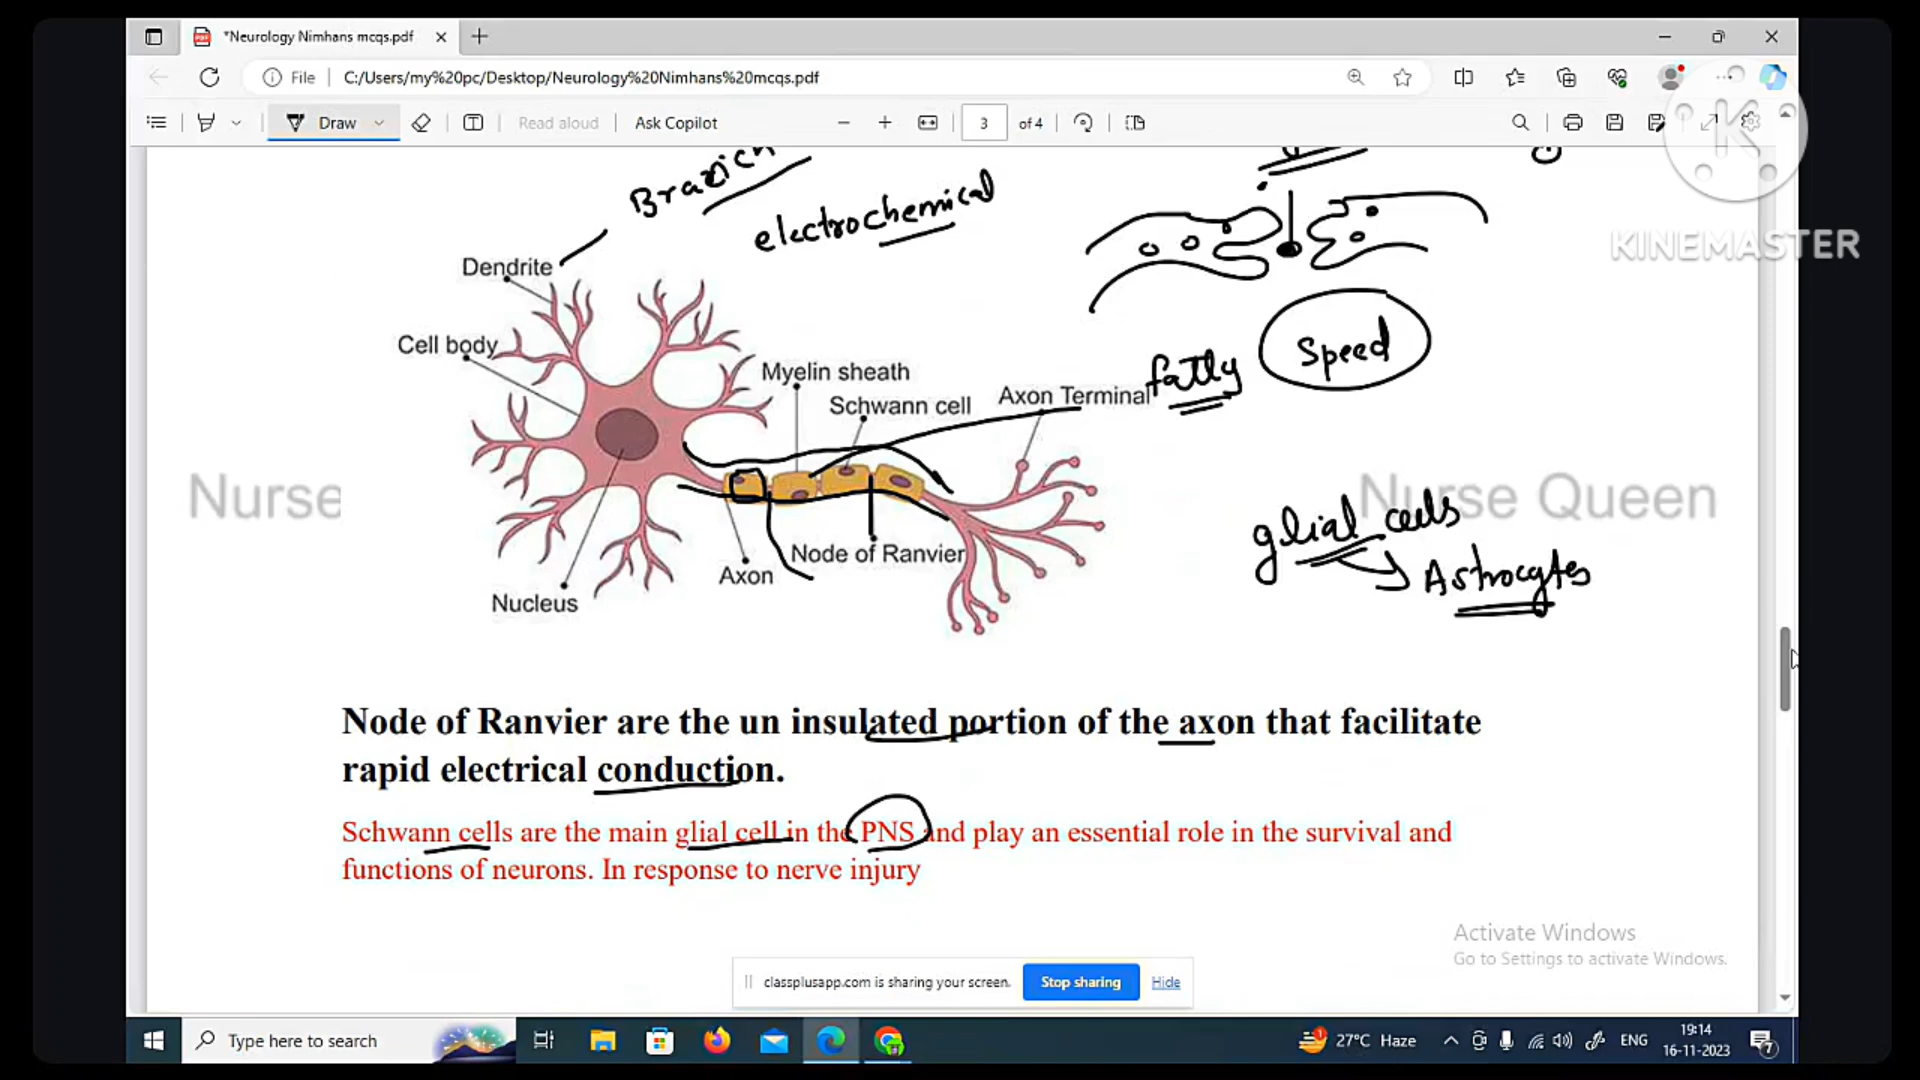 *Neurology Nimhans mcqs.pdf
File
C:/Users/my%20pc/Desktop/Neurology%20Nimhans%20mcqs.pdf
Draw
Read aloud
Ask Copilot
3
of 4
KINEMASTER
electrochemical
Dendrite
Cell body
Speed
fatty
Myelin sheath
Schwann cell
Axon Terminal
Nurse
Nurse Queen
glial cells
Astrocytes
Node of Ranvier
Axon
Nucleus
Node of Ranvier are the un insulated portion of the axon that facilitate
rapid electrical conduction.
Schwann cells are the main glial cell in the PNS and play an essential role in the survival and
functions of neurons. In response to nerve injury
Activate Windows
Go to Settings to activate Windows.
classplusapp.com is sharing your screen.
Stop sharing
Hide
Type here to search
27°C Haze
ENG
19:14
16-11-2023
7